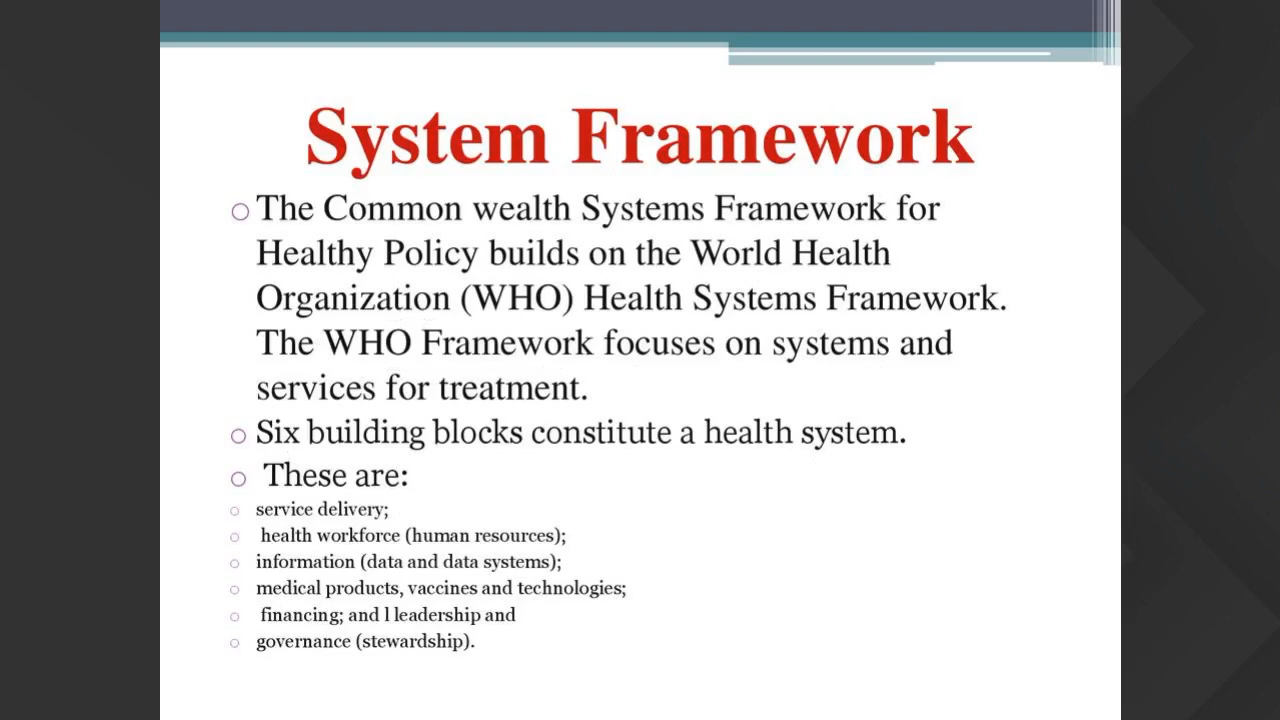 System Framework
The Common wealth Systems Framework for
Healthy Policy builds on the World Health
Organization (WHO) Health Systems Framework.
The WHO Framework focuses on systems and
services for treatment.
Six building blocks constitute a health system.
These are:
service delivery;
health workforce (human resources);
information (data and data systems);
medical products, vaccines and technologies;
financing; and l leadership and
governance (stewardship).